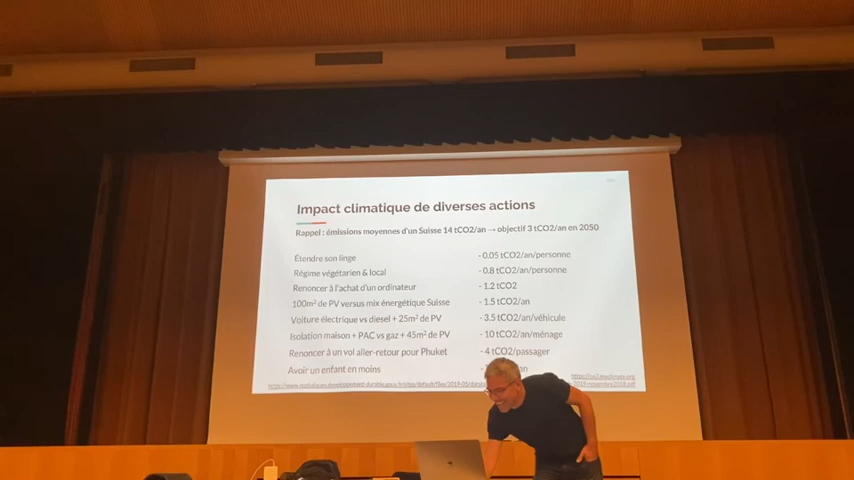 Impact climatique de diverses actions
Rappel : émissions moyennes d'un Suisse 14 tCO2/an → objectif 3 tCO2/an en 2050
Étendre son linge - 0.05 tCO2/an/personne
Régime végétarien & local - 0.8 tCO2/an/personne
Renoncer à l'achat d'un ordinateur - 1.2 tCO2
100m² de PV versus mix énergétique Suisse - 1.5 tCO2/an
Voiture électrique vs diesel + 25m² de PV - 3.5 tCO2/an/véhicule
Isolation maison + PAC vs gaz + 45m² de PV - 10 tCO2/an/ménage
Renoncer à un vol aller-retour pour Phuket - 4 tCO2/passager
Avoir un enfant en moins